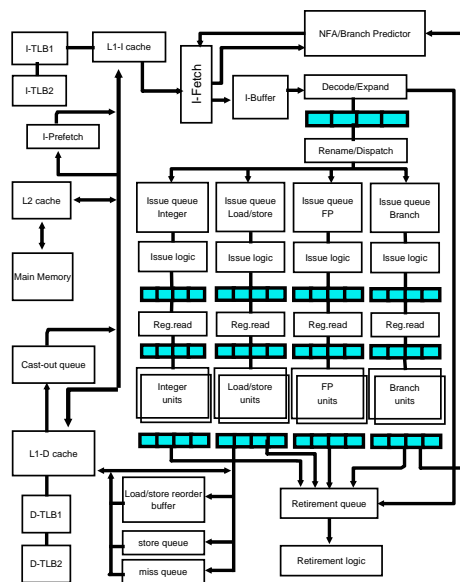 I-TLB1
L1-I cache
NFA/Branch Predictor
I-TLB2
I-Fetch
I-Buffer
Decode/Expand
I-Prefetch
Rename/Dispatch
L2 cache
Issue queue
Integer
Issue queue
Load/store
Issue queue
FP
Issue queue
Branch
Main Memory
Issue logic
Issue logic
Issue logic
Issue logic
Reg.read
Reg.read
Reg.read
Reg.read
Cast-out queue
Integer
units
Load/store
units
FP
units
Branch
units
L1-D cache
D-TLB1
D-TLB2
Load/store reorder
buffer
store queue
miss queue
Retirement queue
Retirement logic